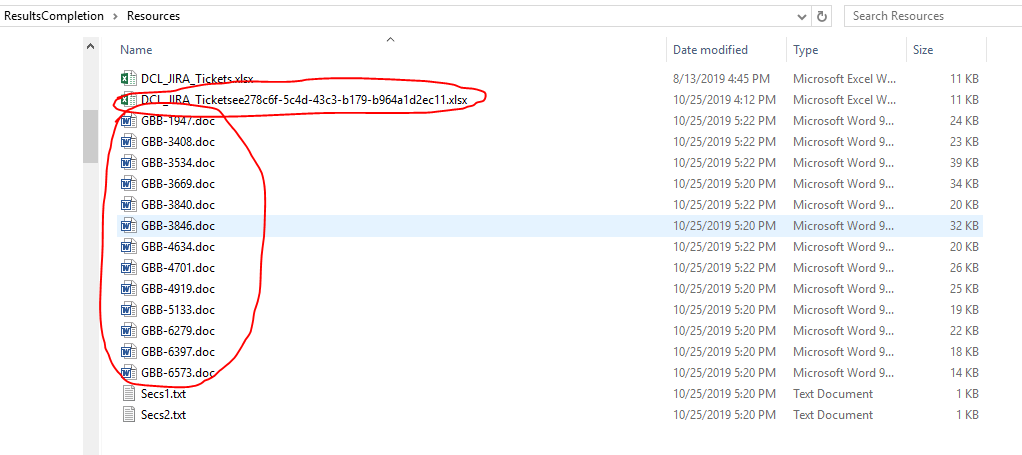 ResultsCompletion > Resources Search Resources
Name Date modified Type Size
DCL_JIRA_Tickets.xlsx 8/13/2019 4:45 PM Microsoft Excel W... 11 KB
DCL_JIRA_Ticketsee278c6f-5c4d-43c3-b179-b964a1d2ec11.xlsx 10/25/2019 4:12 PM Microsoft Excel W... 11 KB
GBB-1947.doc 10/25/2019 5:22 PM Microsoft Word 9... 24 KB
GBB-3408.doc 10/25/2019 5:22 PM Microsoft Word 9... 23 KB
GBB-3534.doc 10/25/2019 5:22 PM Microsoft Word 9... 39 KB
GBB-3669.doc 10/25/2019 5:20 PM Microsoft Word 9... 34 KB
GBB-3840.doc 10/25/2019 5:22 PM Microsoft Word 9... 20 KB
GBB-3846.doc 10/25/2019 5:20 PM Microsoft Word 9... 32 KB
GBB-4634.doc 10/25/2019 5:22 PM Microsoft Word 9... 20 KB
GBB-4701.doc 10/25/2019 5:22 PM Microsoft Word 9... 26 KB
GBB-4919.doc 10/25/2019 5:20 PM Microsoft Word 9... 25 KB
GBB-5133.doc 10/25/2019 5:20 PM Microsoft Word 9... 19 KB
GBB-6279.doc 10/25/2019 5:20 PM Microsoft Word 9... 22 KB
GBB-6397.doc 10/25/2019 5:20 PM Microsoft Word 9... 18 KB
GBB-6573.doc 10/25/2019 5:20 PM Microsoft Word 9... 14 KB
Secs1.txt 10/25/2019 5:20 PM Text Document 1 KB
Secs2.txt 10/25/2019 5:20 PM Text Document 1 KB